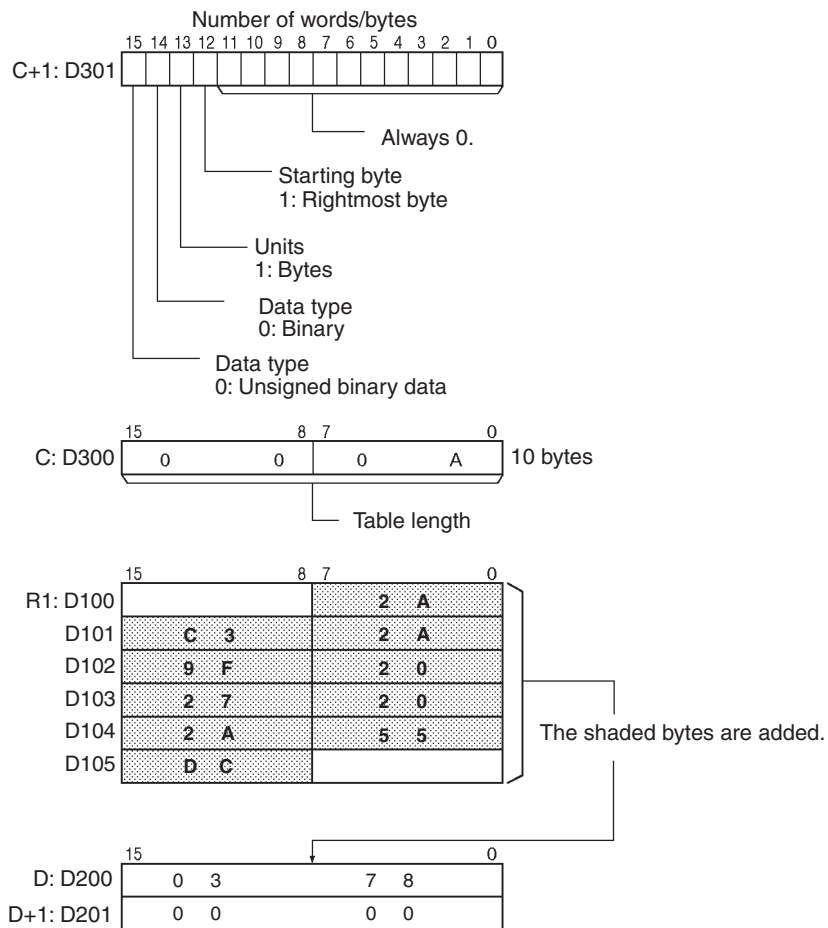 Number of words/bytes
15 14 13 12 11 10 9 8 7 6 5 4 3 2 1 0
C+1: D301
Always 0.
Starting byte
1: Rightmost byte
Units
1: Bytes
Data type
0: Binary
Data type
0: Unsigned binary data
15 8 7 0
C: D300 0 0 0 A 10 bytes
Table length
15 8 7 0
R1: D100 2 A
D101 C 3 2 A
D102 9 F 2 0
D103 2 7 2 0
D104 2 A 5 5
The shaded bytes are added.
D105 D C
15 0
D: D200 0 3 7 8
D+1: D201 0 0 0 0